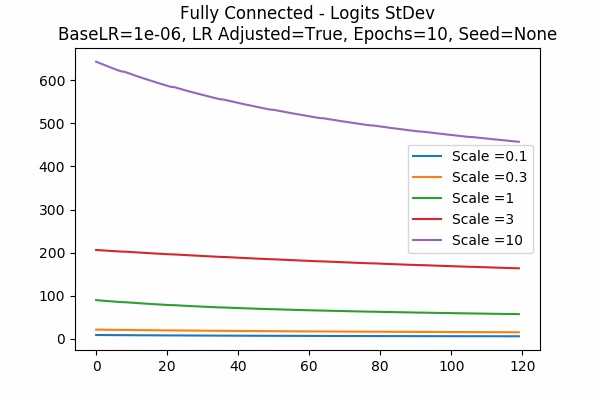 Fully Connected - Logits StDev
BaseLR=1e-06, LR Adjusted=True, Epochs=10, Seed=None
600
500
400
300
200
100
0
Scale =0.1
Scale =0.3
Scale =1
Scale =3
Scale =10
0 20 40 60 80 100 120